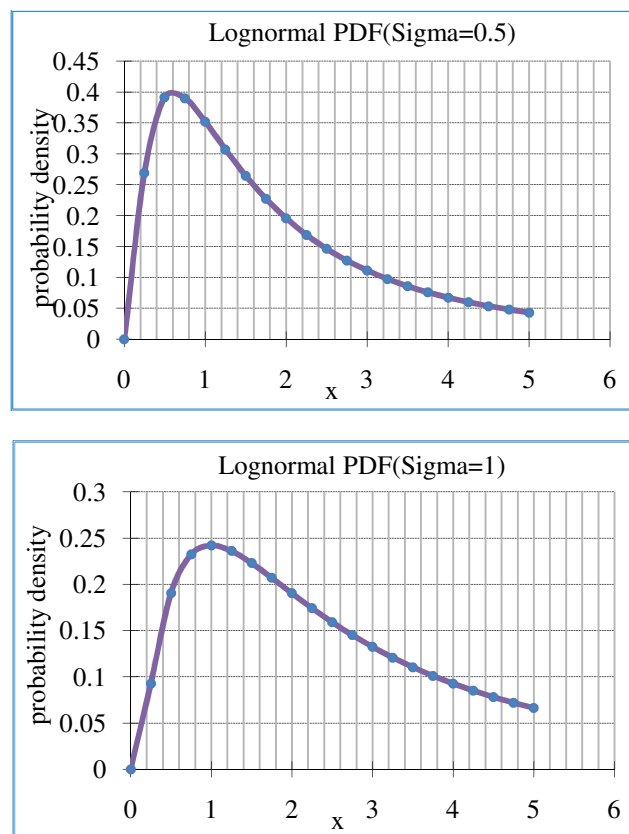 Lognormal PDF(Sigma=0.5)
probability density
0.45
0.4
0.35
0.3
0.25
0.2
0.15
0.1
0.05
0
0 1 2 3 4 5 6
x
Lognormal PDF(Sigma=1)
probability density
0.3
0.25
0.2
0.15
0.1
0.05
0
0 1 2 3 4 5 6
x